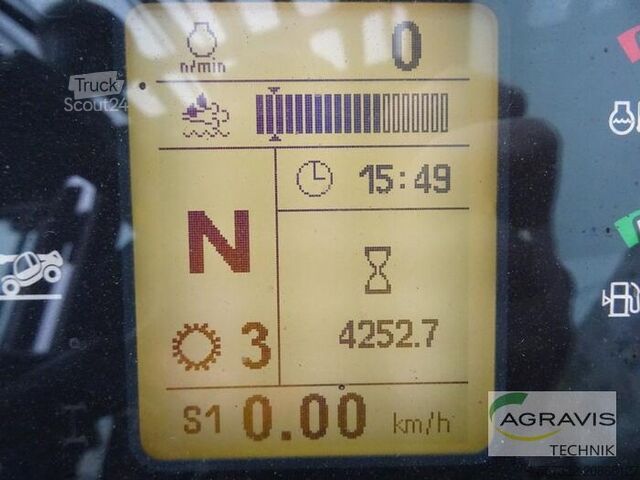 0
n/min
Truck
Scout24
15:49
N
4252.7
3
S1 0.00 km/h
AGRAVIS
TECHNIK